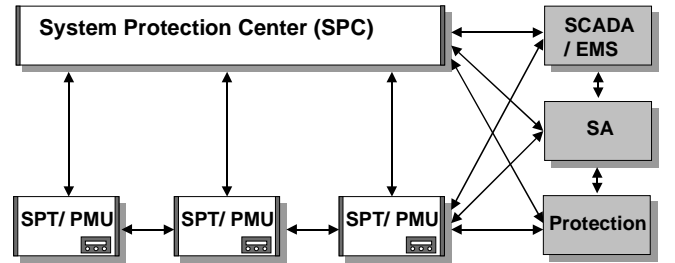 System Protection Center (SPC)
SCADA
/ EMS
SA
SPT/ PMU
SPT/ PMU
SPT/ PMU
Protection